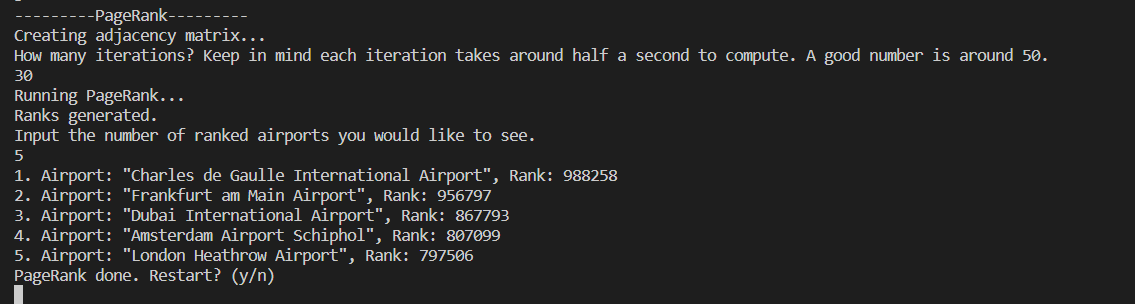 ---------PageRank---------
Creating adjacency matrix...
How many iterations? Keep in mind each iteration takes around half a second to compute. A good number is around 50.
30
Running PageRank...
Ranks generated.
Input the number of ranked airports you would like to see.
5
1. Airport: "Charles de Gaulle International Airport", Rank: 988258
2. Airport: "Frankfurt am Main Airport", Rank: 956797
3. Airport: "Dubai International Airport", Rank: 867793
4. Airport: "Amsterdam Airport Schiphol", Rank: 807099
5. Airport: "London Heathrow Airport", Rank: 797506
PageRank done. Restart? (y/n)